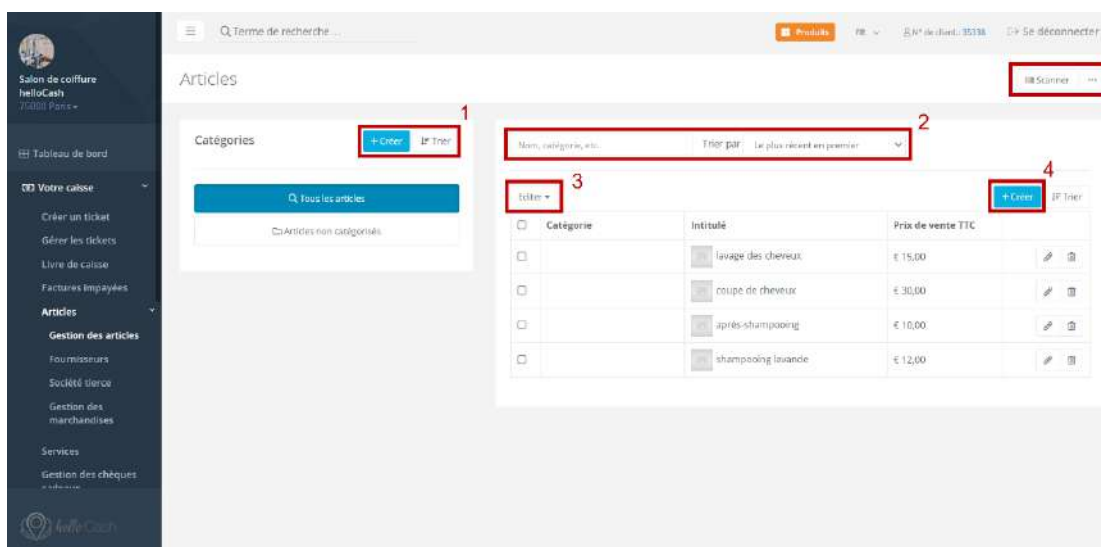 Terme de recherche ...
Produits
FR
N° de client.: 35338
Se déconnecter
Salon de coiffure
helloCash
75000 Paris
Articles
Scanner
...
1
Catégories
+ Créer
Trier
2
Nom, catégorie, etc.
Trier par
Le plus récent en premier
Tableau de bord
Votre caisse
Tous les articles
Articles non catégorisés
3
Editer
4
+ Créer
Trier
Créer un ticket
Gérer les tickets
Livre de caisse
Factures impayées
Articles
Gestion des articles
Fournisseurs
Société tierce
Gestion des
marchandises
Services
Gestion des chèques
Catégorie
Intitulé
Prix de vente TTC
lavage des cheveux
€ 15,00
coupe de cheveux
€ 30,00
après-shampooing
€ 10,00
shampooing lavande
€ 12,00
helloCash